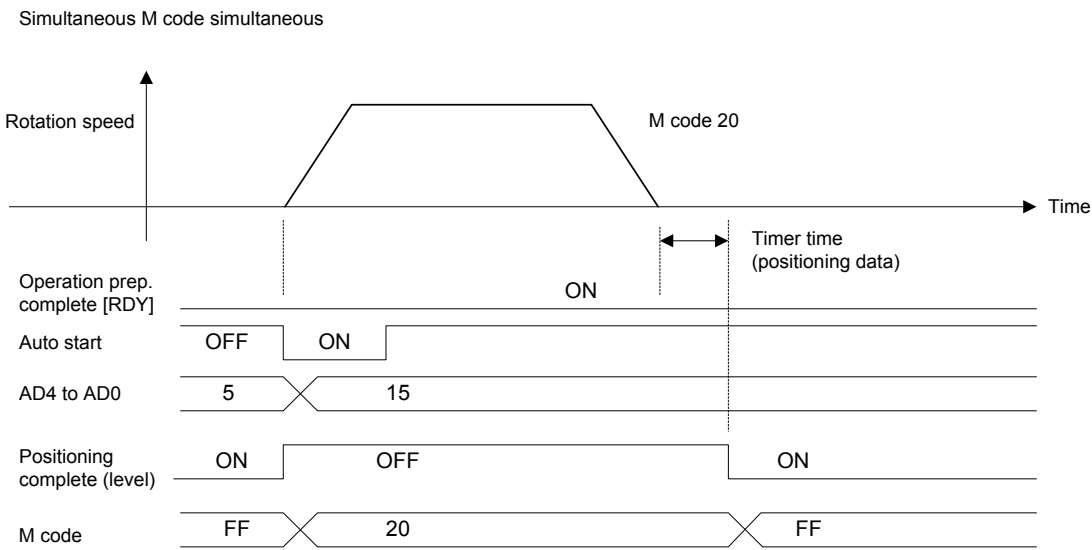 Simultaneous M code simultaneous
Rotation speed
M code 20
Time
Timer time
(positioning data)
Operation prep.
complete [RDY]
ON
Auto start
OFF
ON
AD4 to AD0
5
15
Positioning
complete (level)
ON
OFF
ON
M code
FF
20
FF